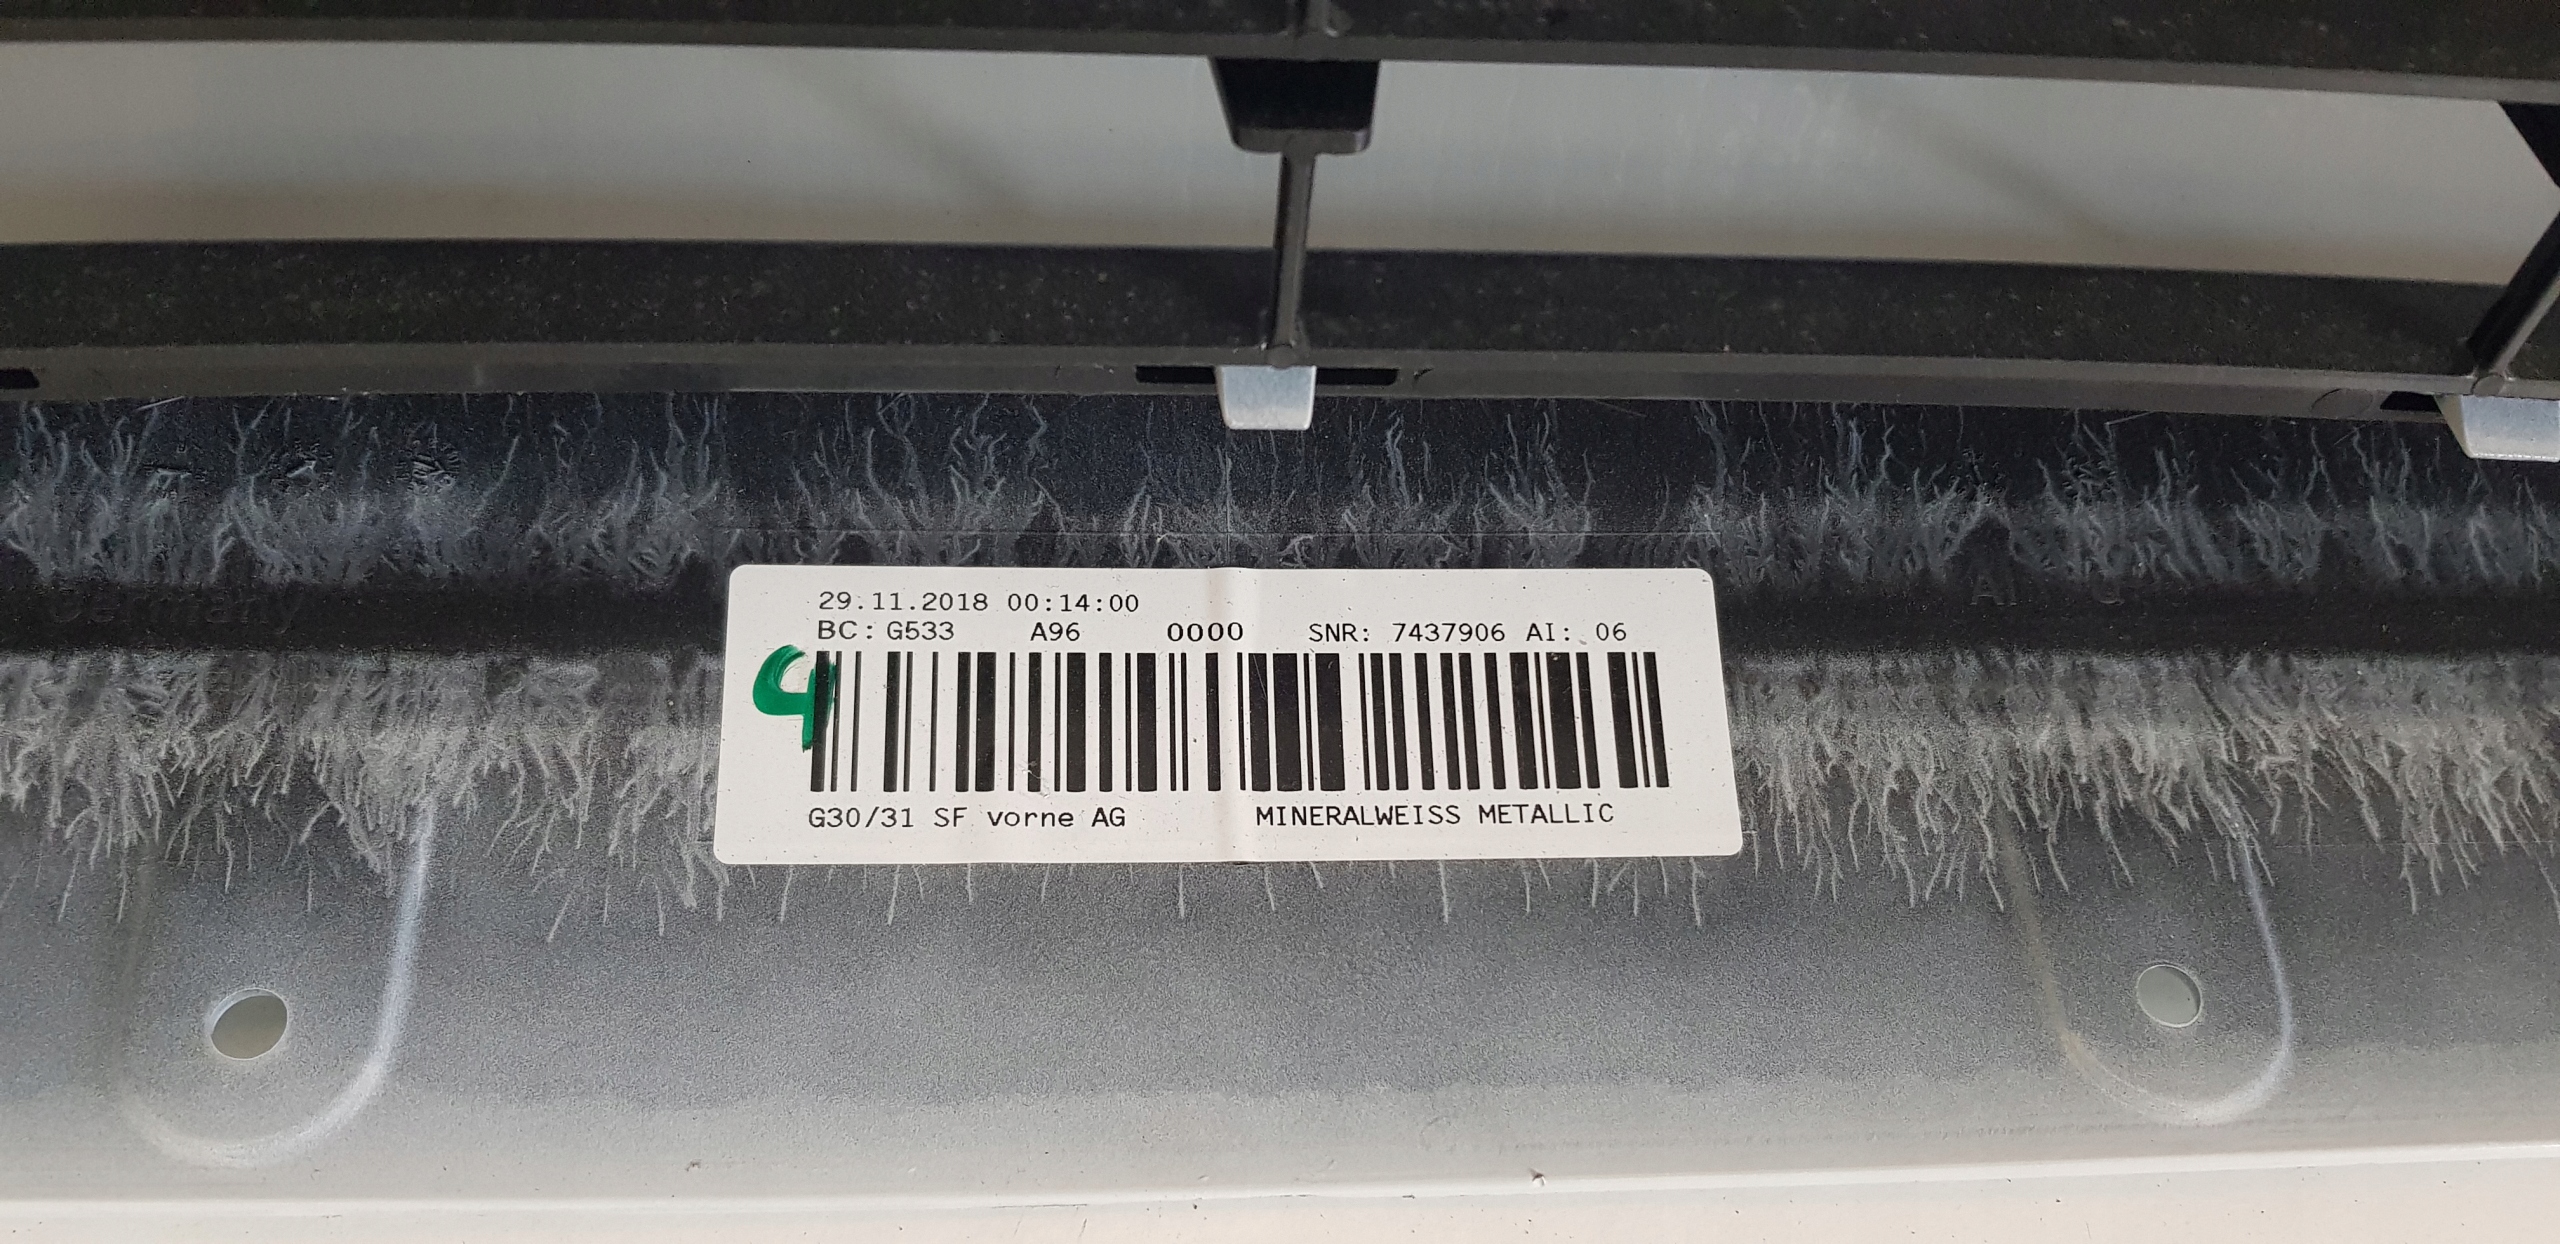 29.11.2018 00:14:00
BC: G533 A96 0000 SNR: 7437906 AI: 06
G30/31 SF vorne AG MINERALWEISS METALLIC
Germany